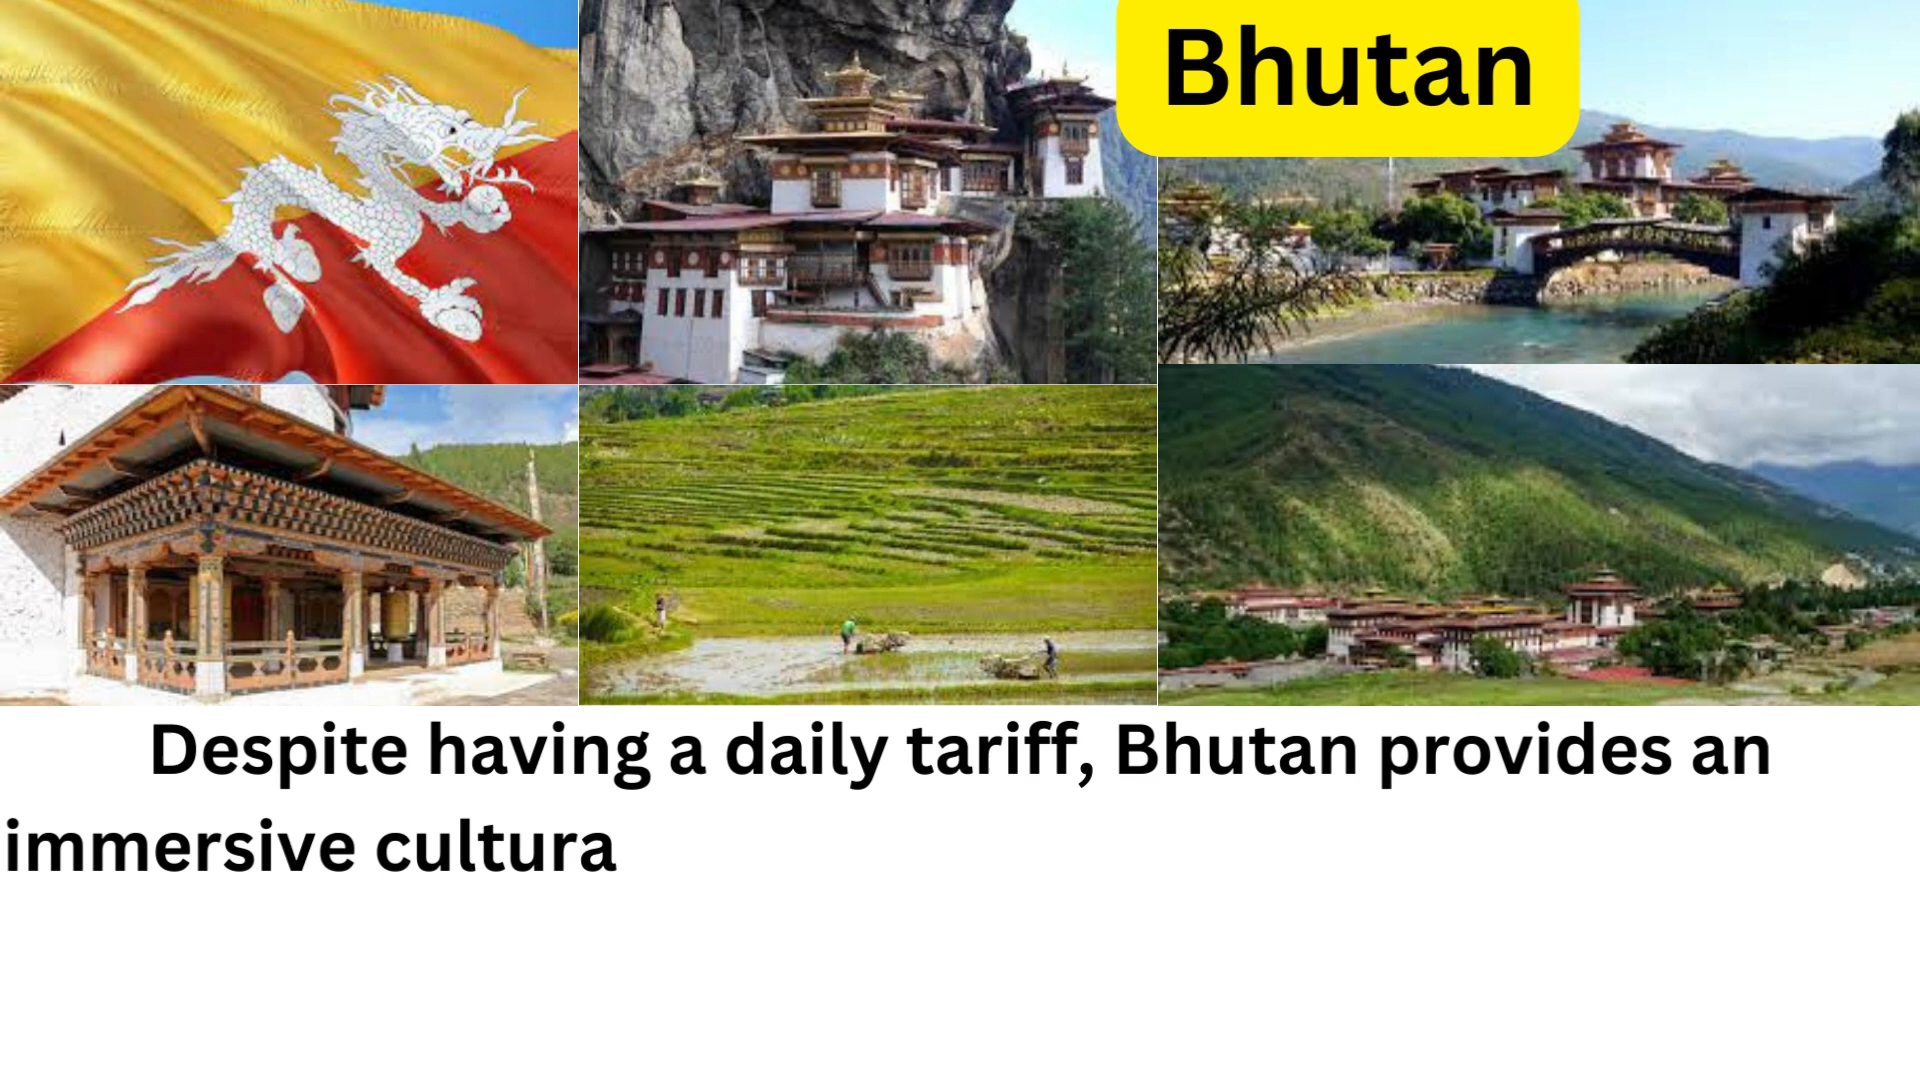 Bhutan
Despite having a daily tariff, Bhutan provides an
immersive cultura